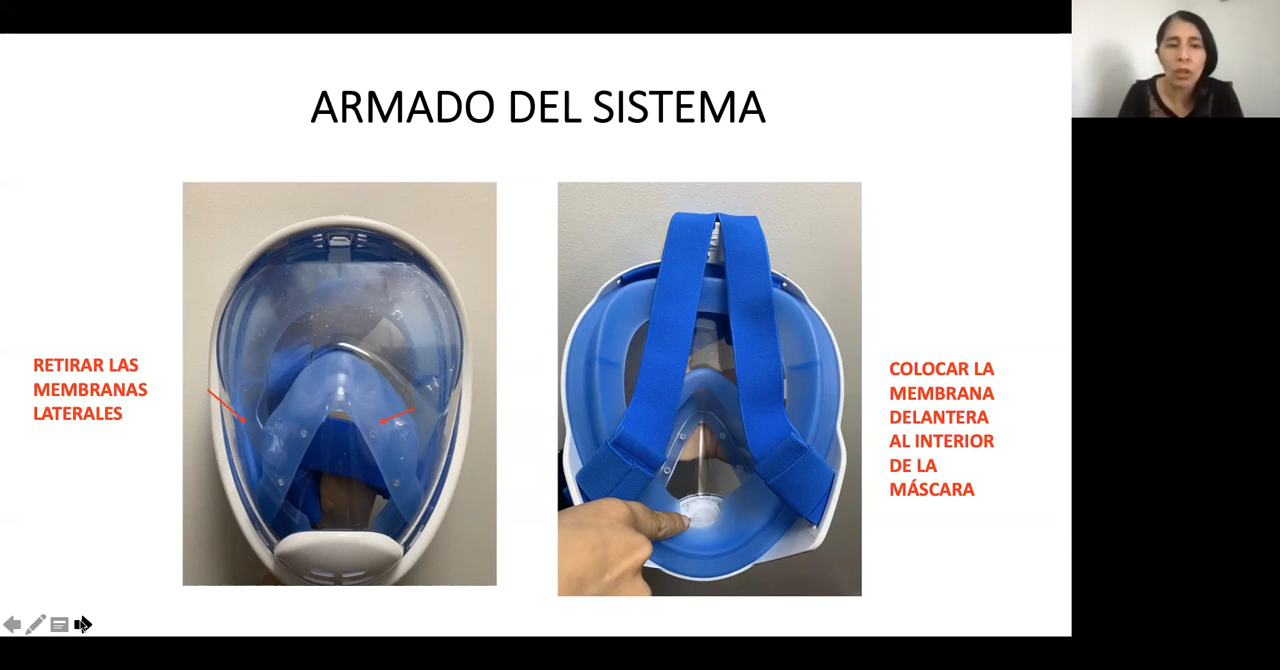 ARMADO DEL SISTEMA
RETIRAR LAS
MEMBRANAS
LATERALES
COLOCAR LA
MEMBRANA
DELANTERA
AL INTERIOR
DE LA
MÁSCARA